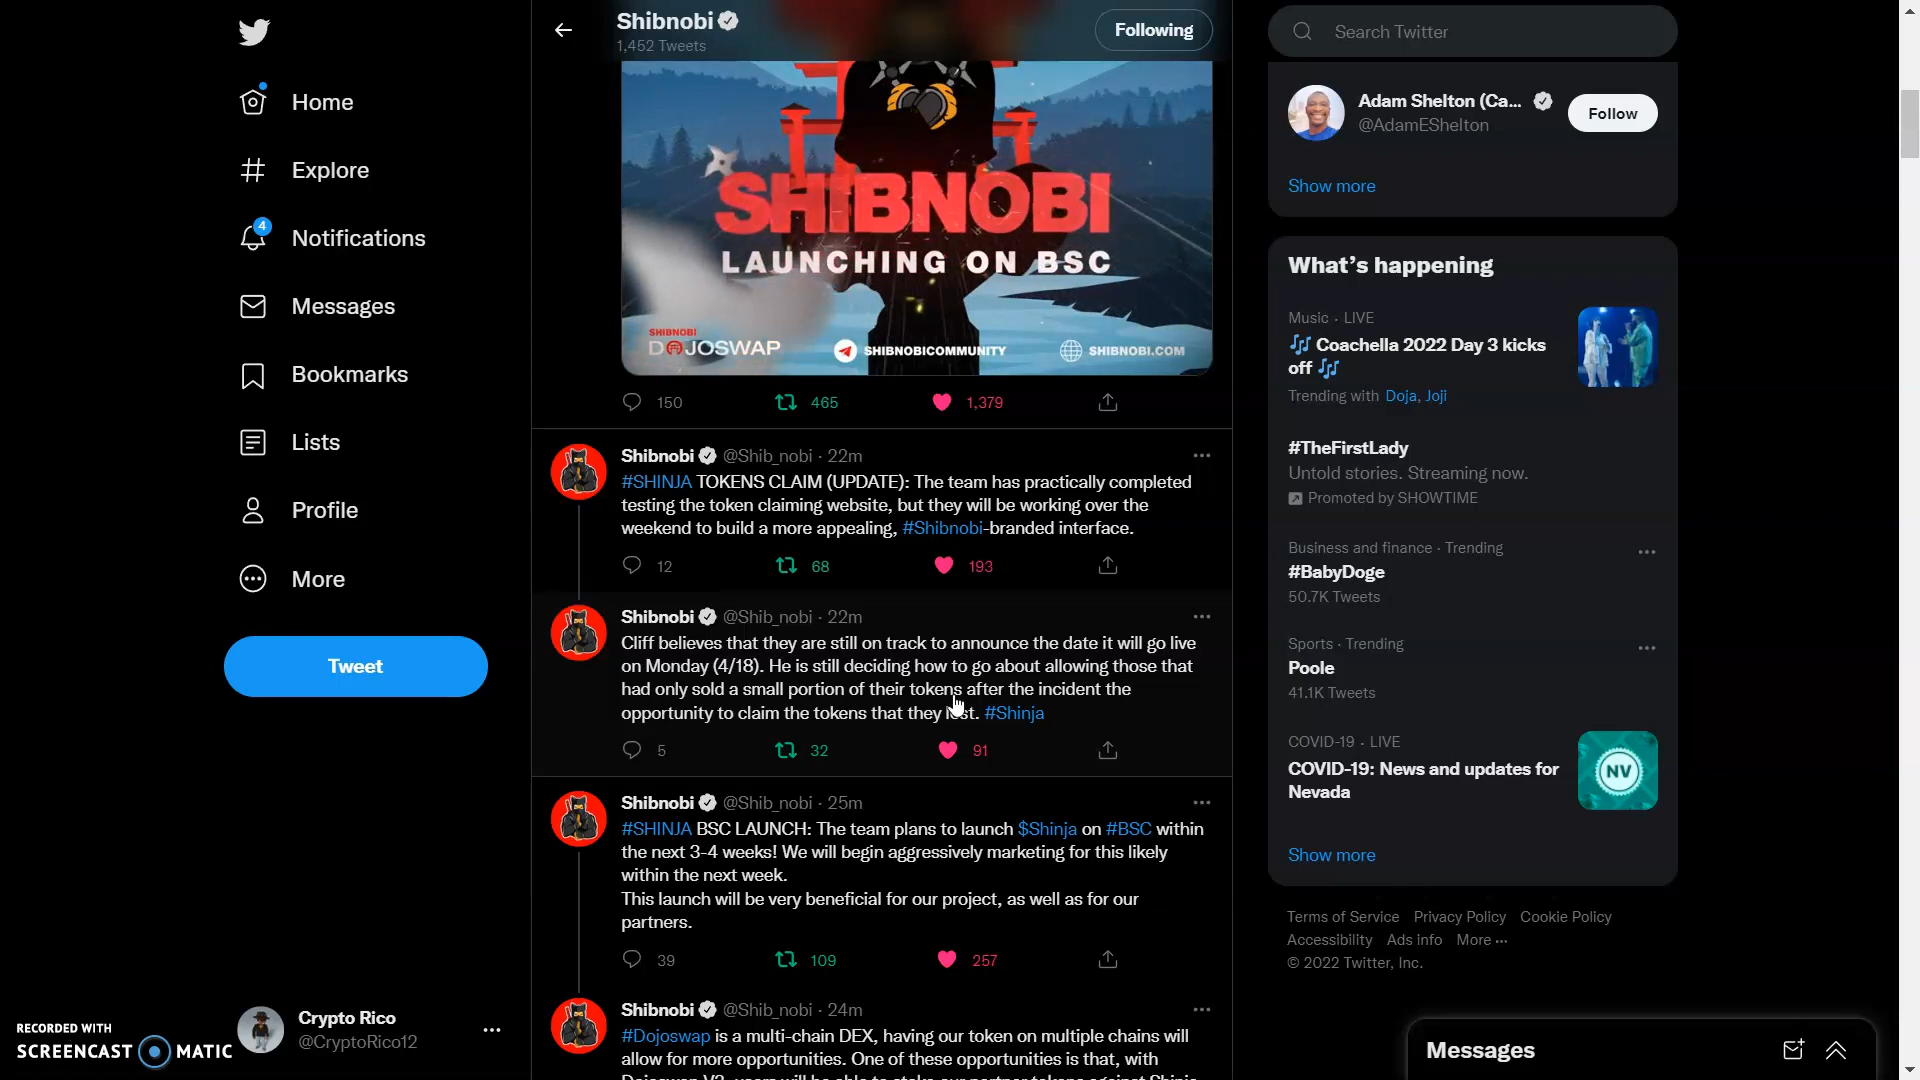 Home
Explore
4
Notifications
Messages
Bookmarks
Lists
Profile
More
Tweet
Crypto Rico
@CryptoRico12
RECORDED WITH
SCREENCAST MATIC
Shibnobi
1,452 Tweets
Following
SHIBNOBI
LAUNCHING ON BSC
SHIBNOBI
DOJOSWAP
SHIBNOBICOMMUNITY
SHIBNOBI.COM
150 465 1,379
Shibnobi @Shib_nobi · 22m
#SHINJA TOKENS CLAIM (UPDATE): The team has practically completed
testing the token claiming website, but they will be working over the
weekend to build a more appealing, #Shibnobi-branded interface.
12 68 193
Shibnobi @Shib_nobi · 22m
Cliff believes that they are still on track to announce the date it will go live
on Monday (4/18). He is still deciding how to go about allowing those that
had only sold a small portion of their tokens after the incident the
opportunity to claim the tokens that they lost. #Shinja
5 32 91
Shibnobi @Shib_nobi · 25m
#SHINJA BSC LAUNCH: The team plans to launch $Shinja on #BSC within
the next 3-4 weeks! We will begin aggressively marketing for this likely
within the next week.
This launch will be very beneficial for our project, as well as for our
partners.
39 109 257
Shibnobi @Shib_nobi · 24m
#Dojoswap is a multi-chain DEX, having our token on multiple chains will
allow for more opportunities. One of these opportunities is that, with
Search Twitter
Adam Shelton (Ca...
@AdamEShelton
Follow
Show more
What's happening
Music · LIVE
🎶 Coachella 2022 Day 3 kicks
off 🎶
Trending with Doja, Joji
#TheFirstLady
Untold stories. Streaming now.
Promoted by SHOWTIME
Business and finance · Trending
#BabyDoge
50.7K Tweets
Sports · Trending
Poole
41.1K Tweets
COVID-19 · LIVE
COVID-19: News and updates for
Nevada
NV
Show more
Terms of Service Privacy Policy Cookie Policy
Accessibility Ads info More ···
© 2022 Twitter, Inc.
Messages